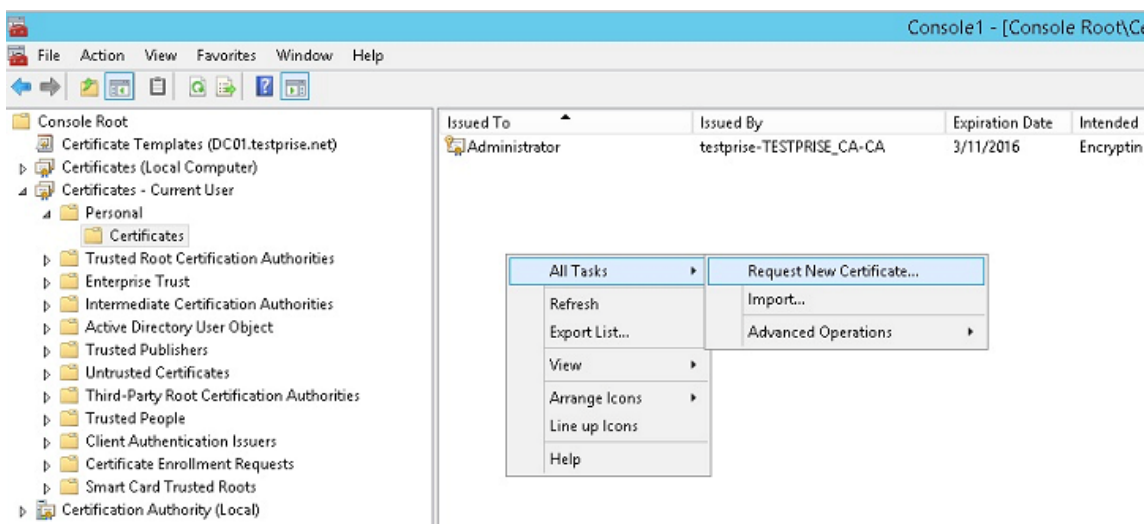 Console1 - [Console Root\Ce
File Action View Favorites Window Help
Console Root
Certificate Templates (DC01.testprise.net)
Certificates (Local Computer)
Certificates - Current User
Personal
Certificates
Trusted Root Certification Authorities
Enterprise Trust
Intermediate Certification Authorities
Active Directory User Object
Trusted Publishers
Untrusted Certificates
Third-Party Root Certification Authorities
Trusted People
Client Authentication Issuers
Certificate Enrollment Requests
Smart Card Trusted Roots
Certification Authority (Local)
Issued To Issued By Expiration Date Intended
Administrator testprise-TESTPRISE_CA-CA 3/11/2016 Encryptin
All Tasks
Refresh
Export List...
View
Arrange Icons
Line up Icons
Help
Request New Certificate...
Import...
Advanced Operations